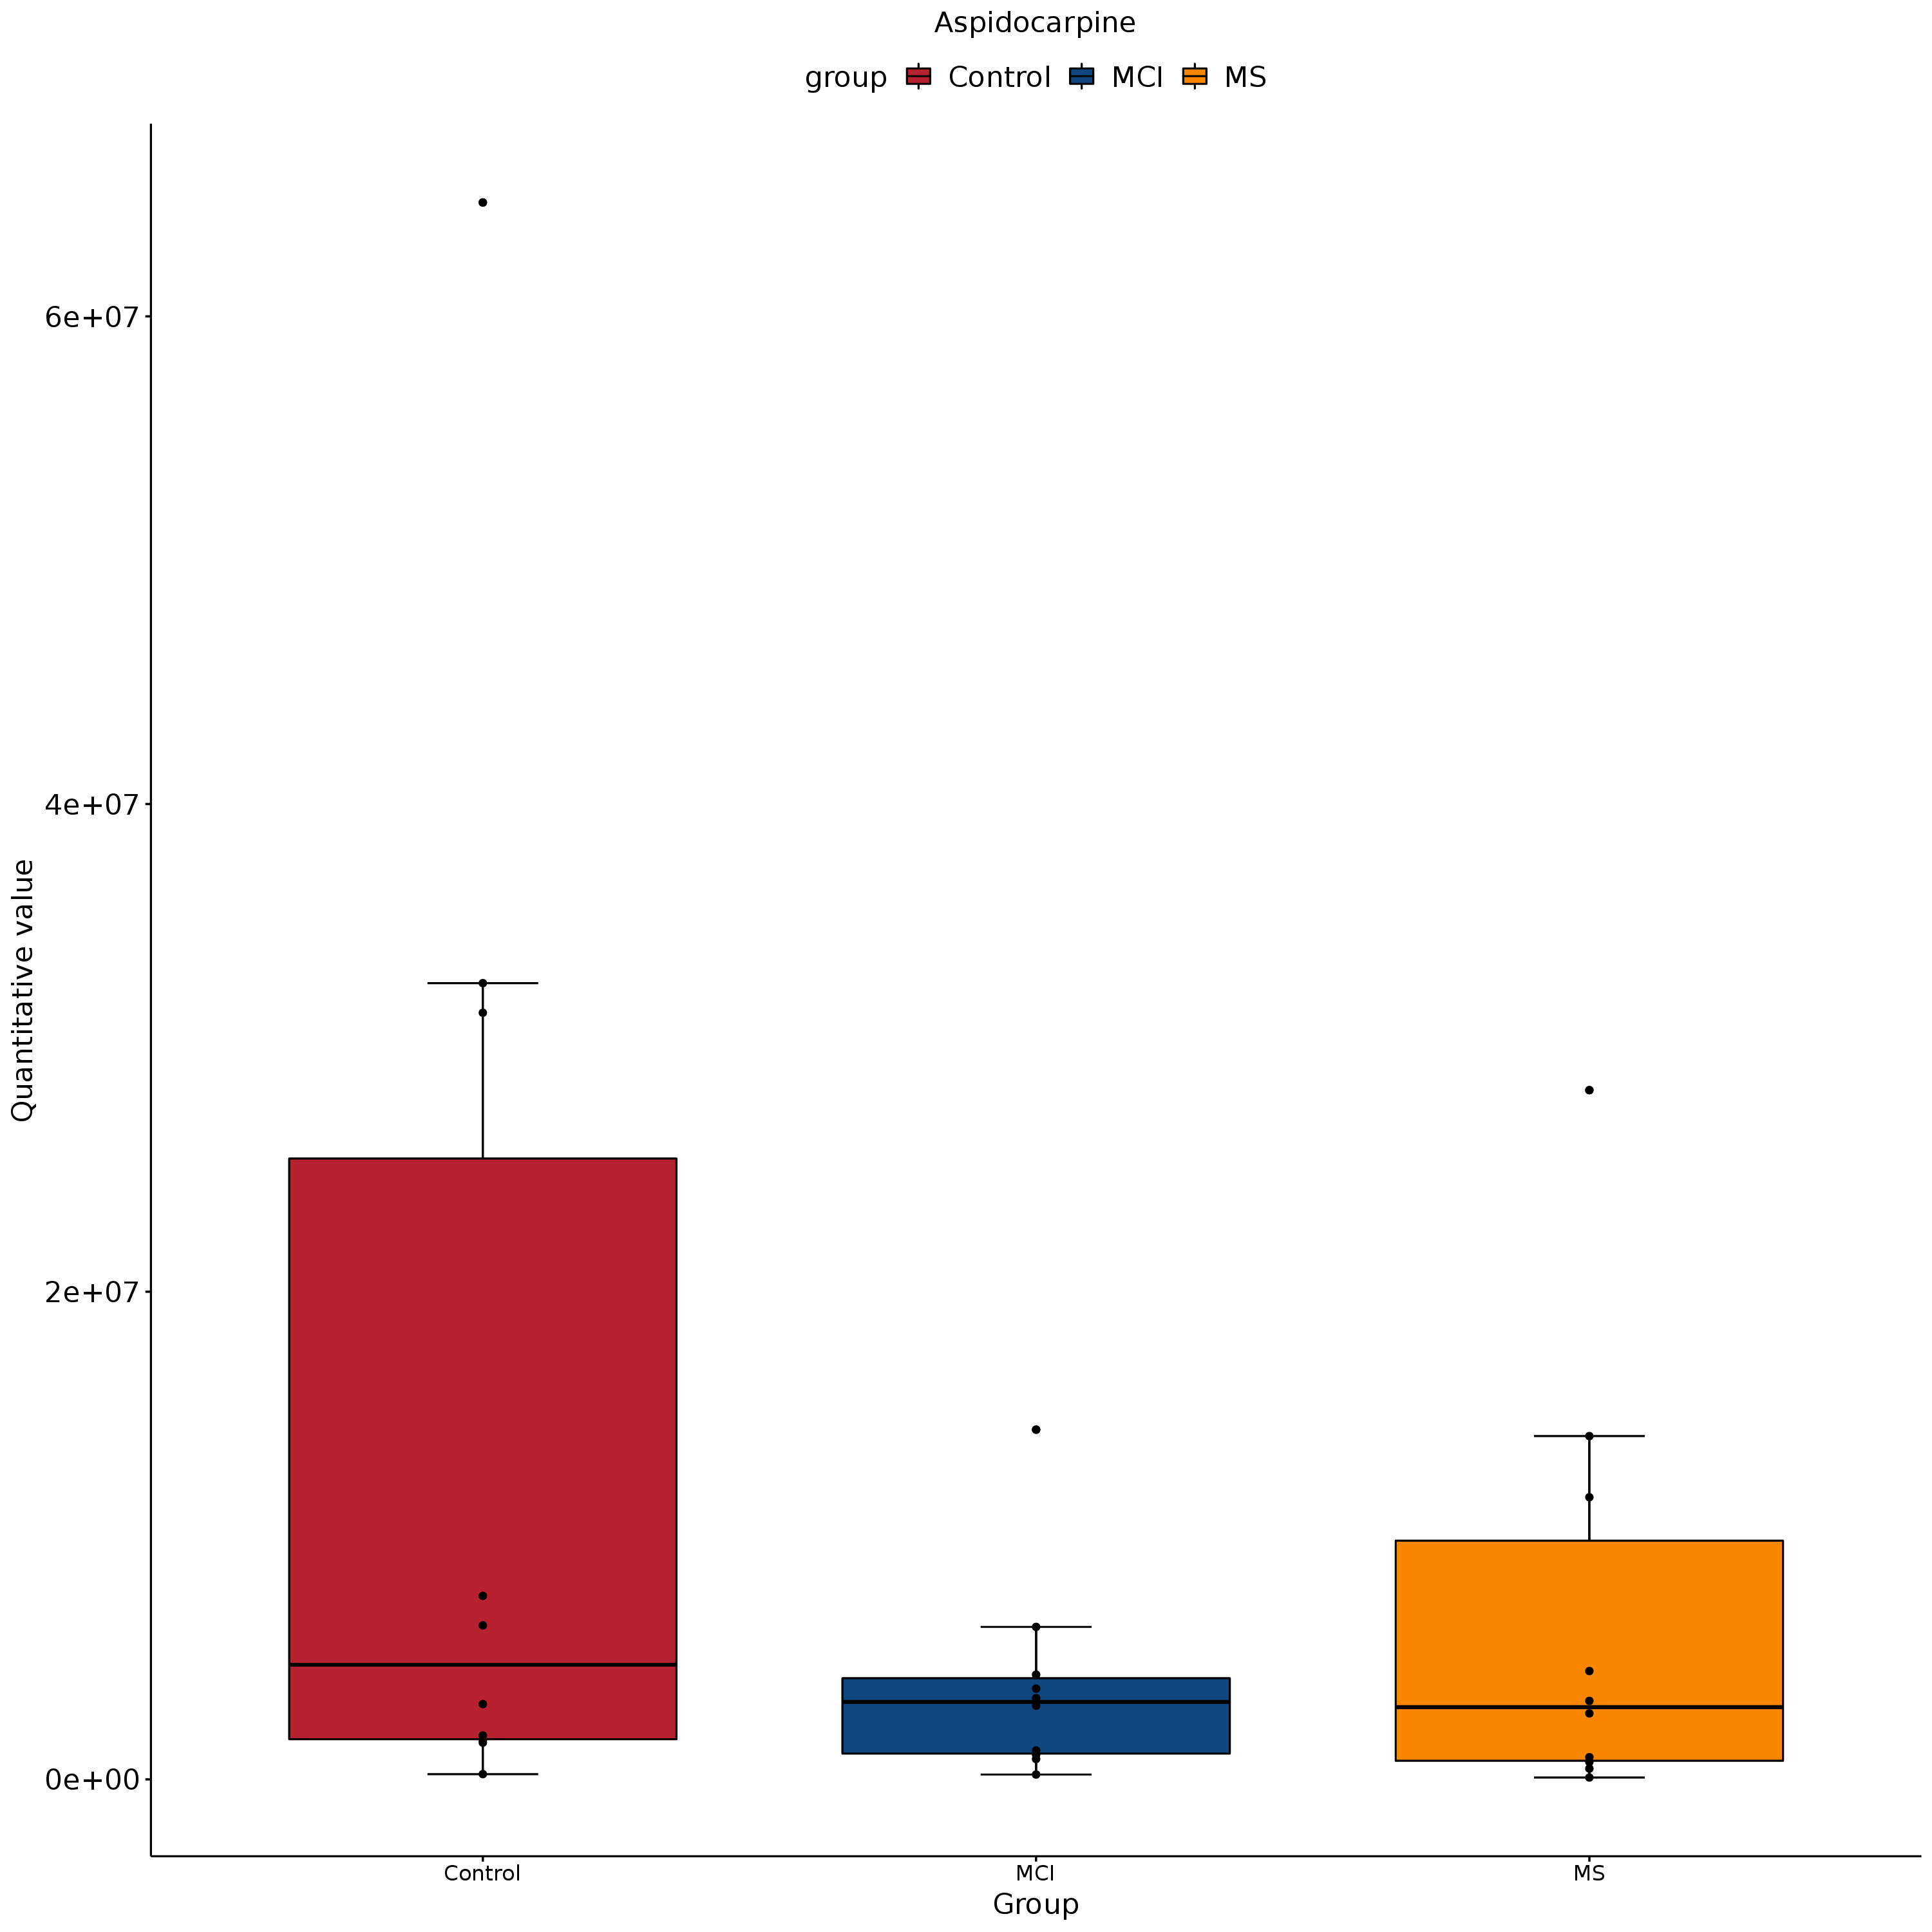 Aspidocarpine
group Control MCI MS
Quantitative value
6e+07
4e+07
2e+07
0e+00
Control MCI MS
Group